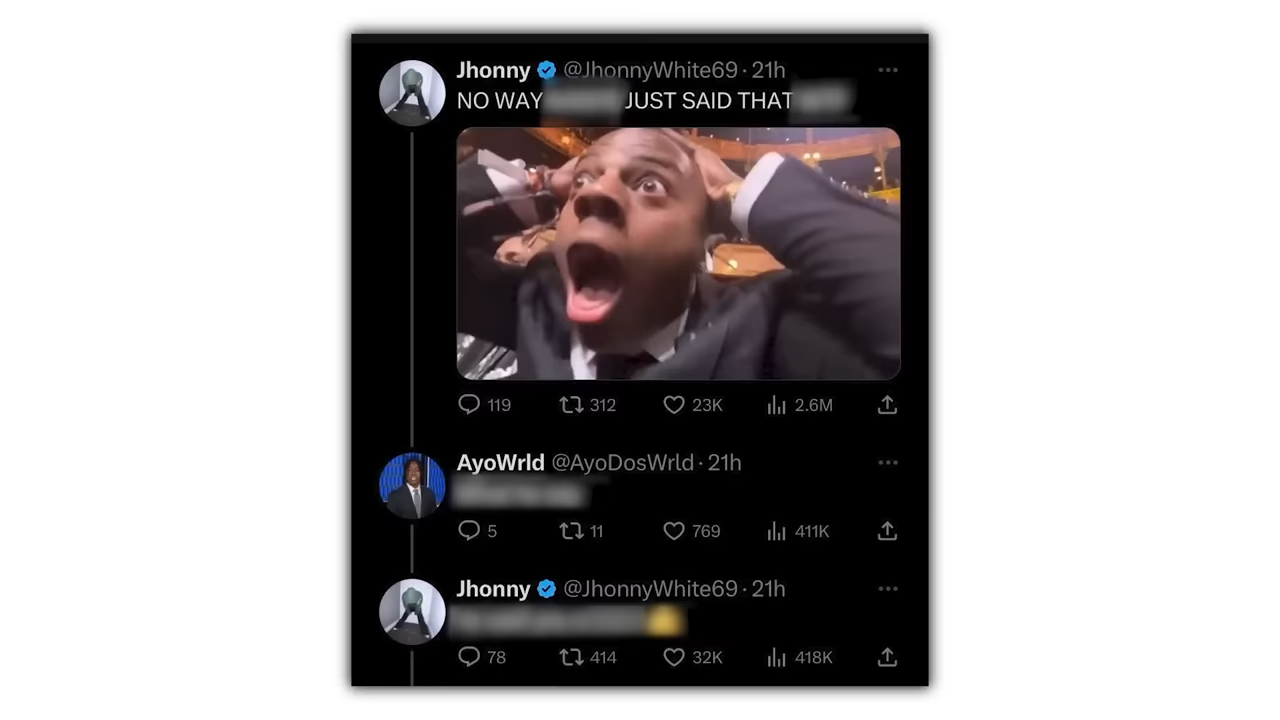 Jhonny @JhonnyWhite69 · 21h
NO WAY JUST SAID THAT
119 312 23K 2.6M
AyoWrld @AyoDosWrld · 21h
5 11 769 411K
Jhonny @JhonnyWhite69 · 21h
78 414 32K 418K